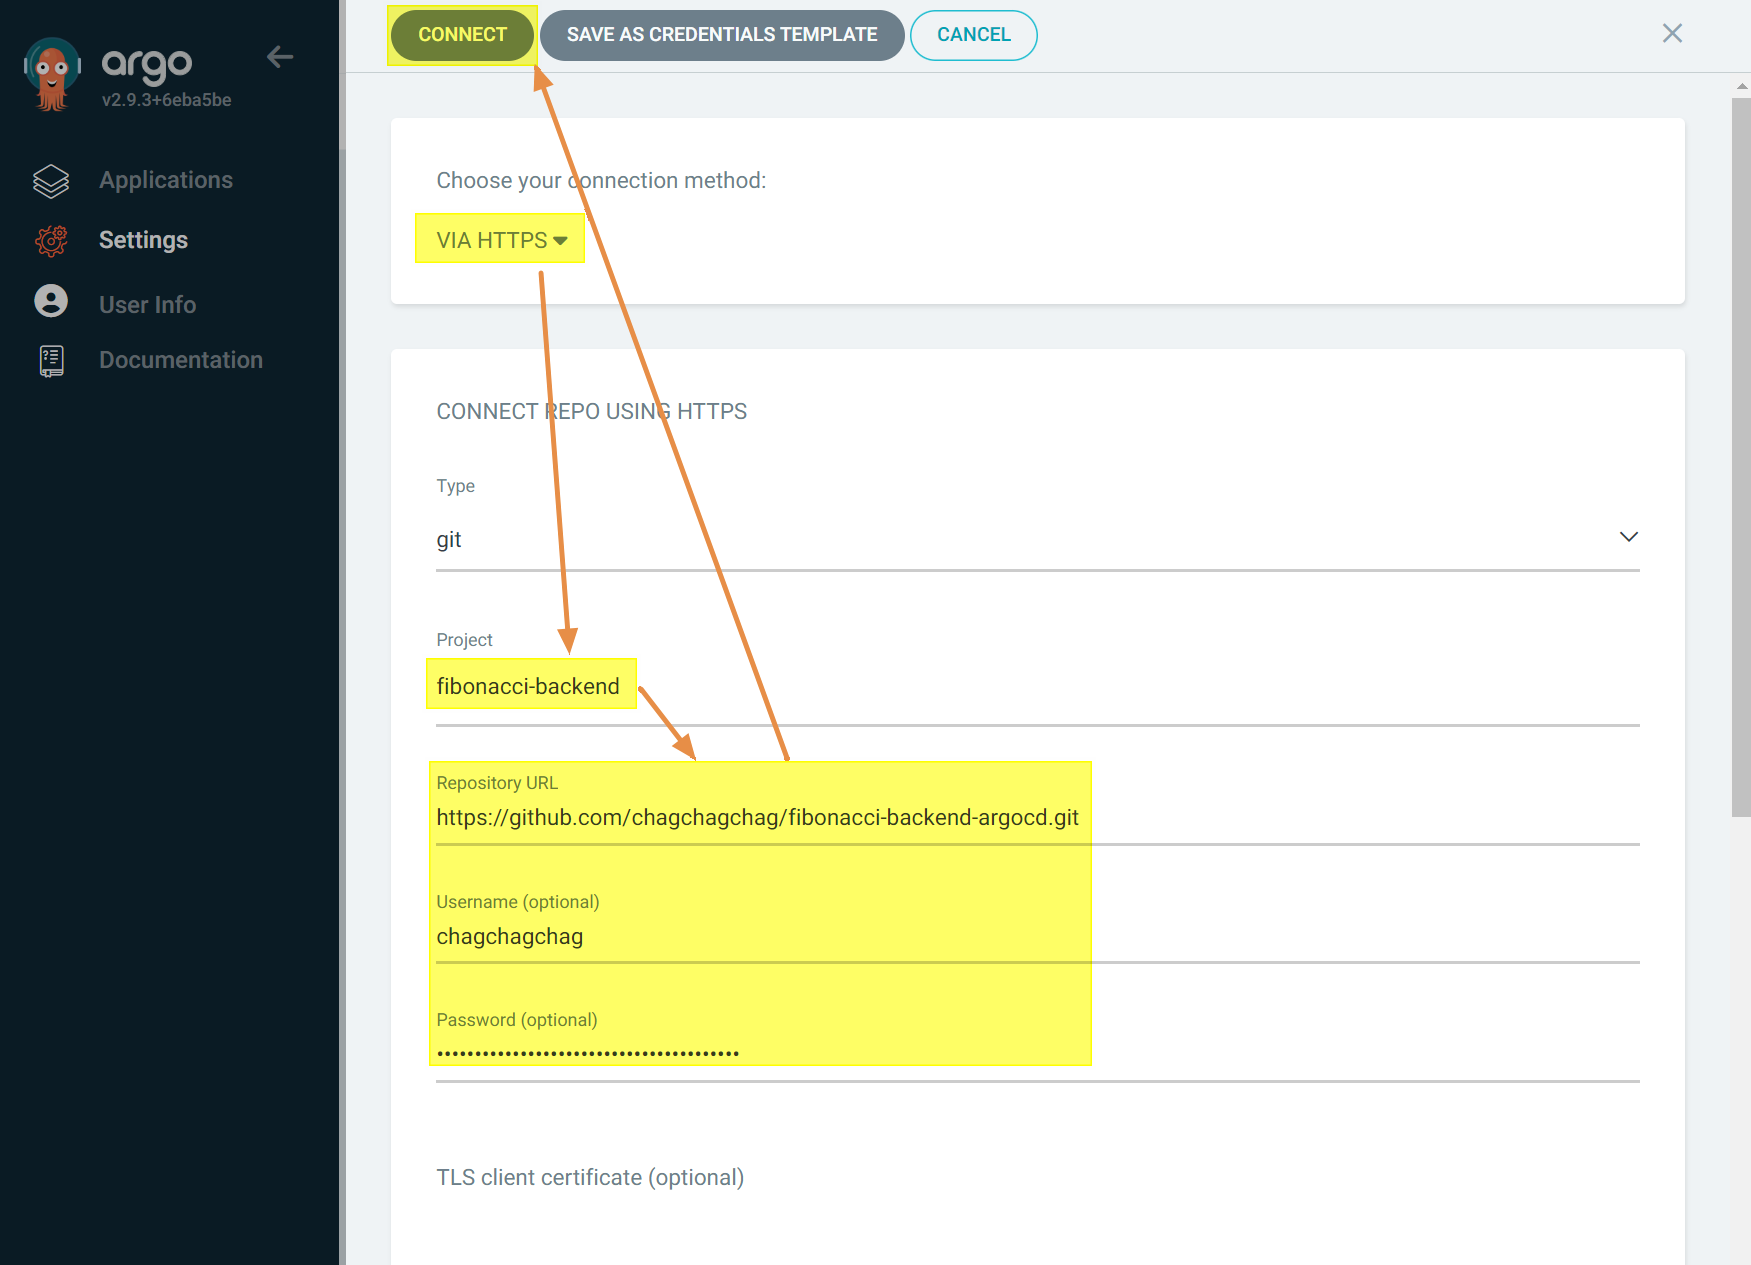 argo
v2.9.3+6eba5be
Applications
Settings
User Info
Documentation
CONNECT
SAVE AS CREDENTIALS TEMPLATE
CANCEL
Choose your connection method:
VIA HTTPS
CONNECT REPO USING HTTPS
Type
git
Project
fibonacci-backend
Repository URL
https://github.com/chagchagchag/fibonacci-backend-argocd.git
Username (optional)
chagchagchag
Password (optional)
••••••••••••••••••••••••••••••••••••••••
TLS client certificate (optional)